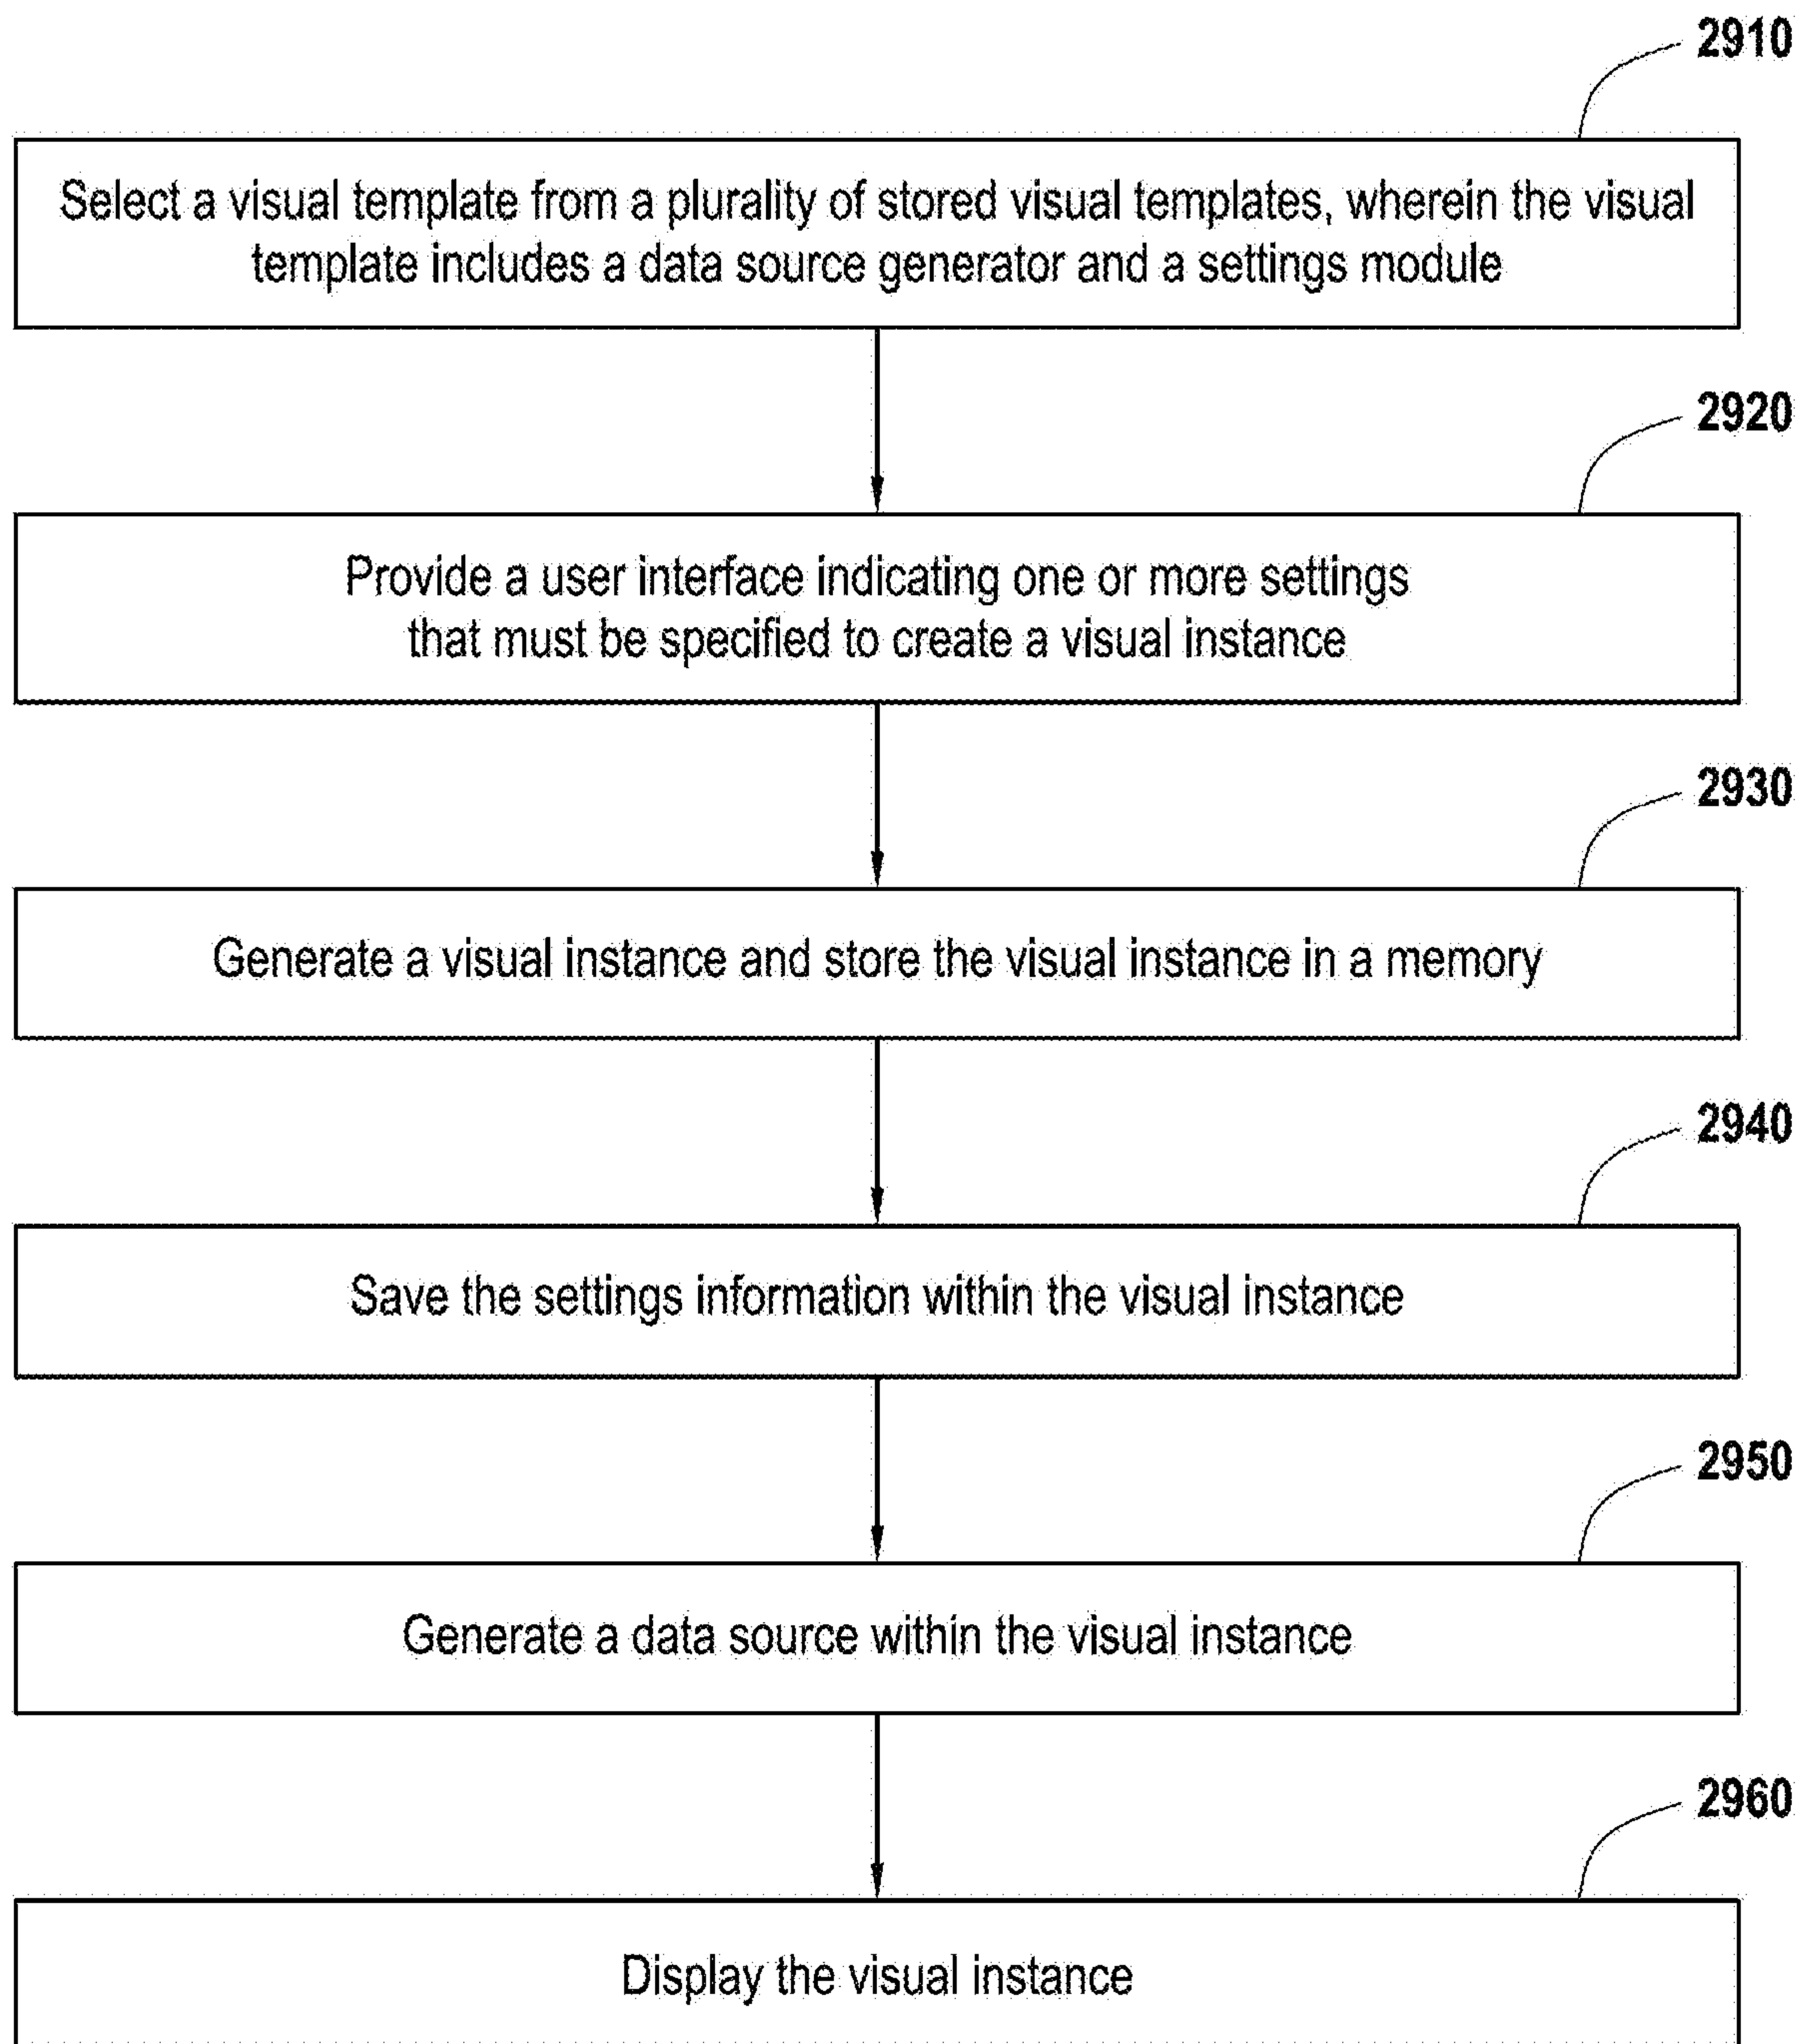 2910
Select a visual template from a plurality of stored visual templates, wherein the visual
template includes a data source generator and a settings module
2920
Provide a user interface indicating one or more settings
that must be specified to create a visual instance
2930
Generate a visual instance and store the visual instance in a memory
2940
Save the settings information within the visual instance
2950
Generate a data source within the visual instance
2960
Display the visual instance